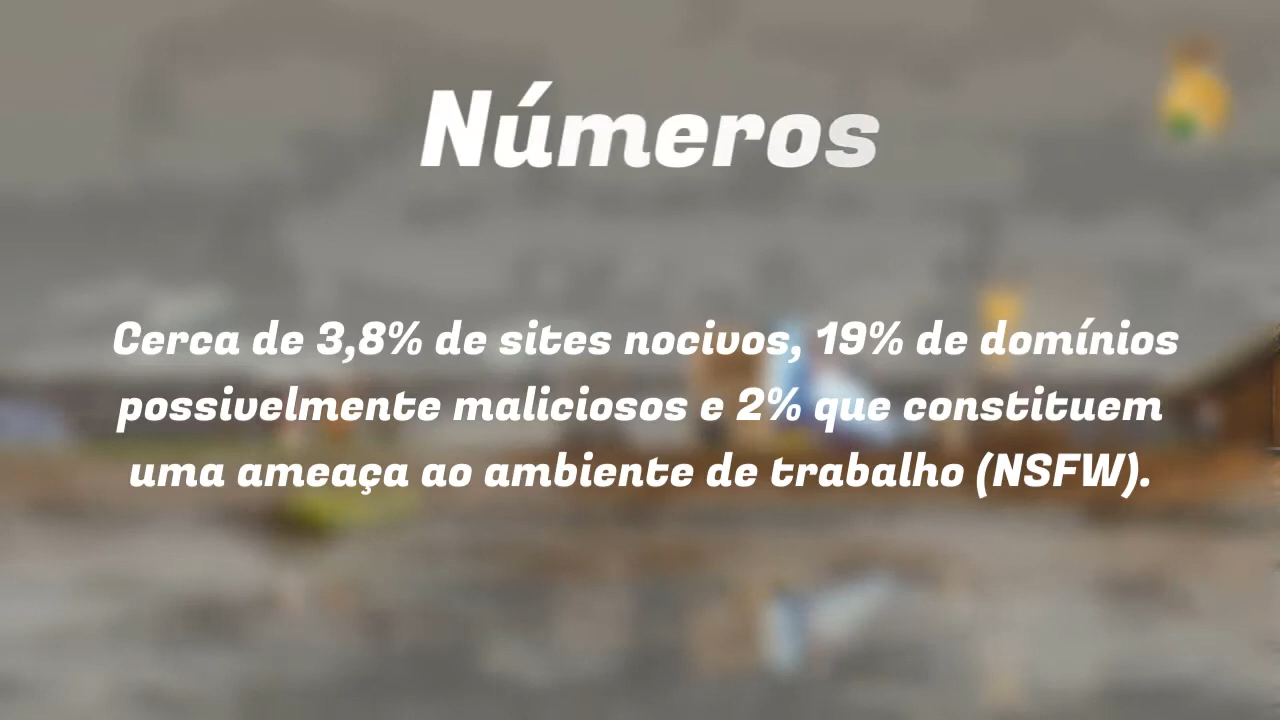 Números
Cerca de 3,8% de sites nocivos, 19% de domínios
possivelmente maliciosos e 2% que constituem
uma ameaça ao ambiente de trabalho (NSFW).